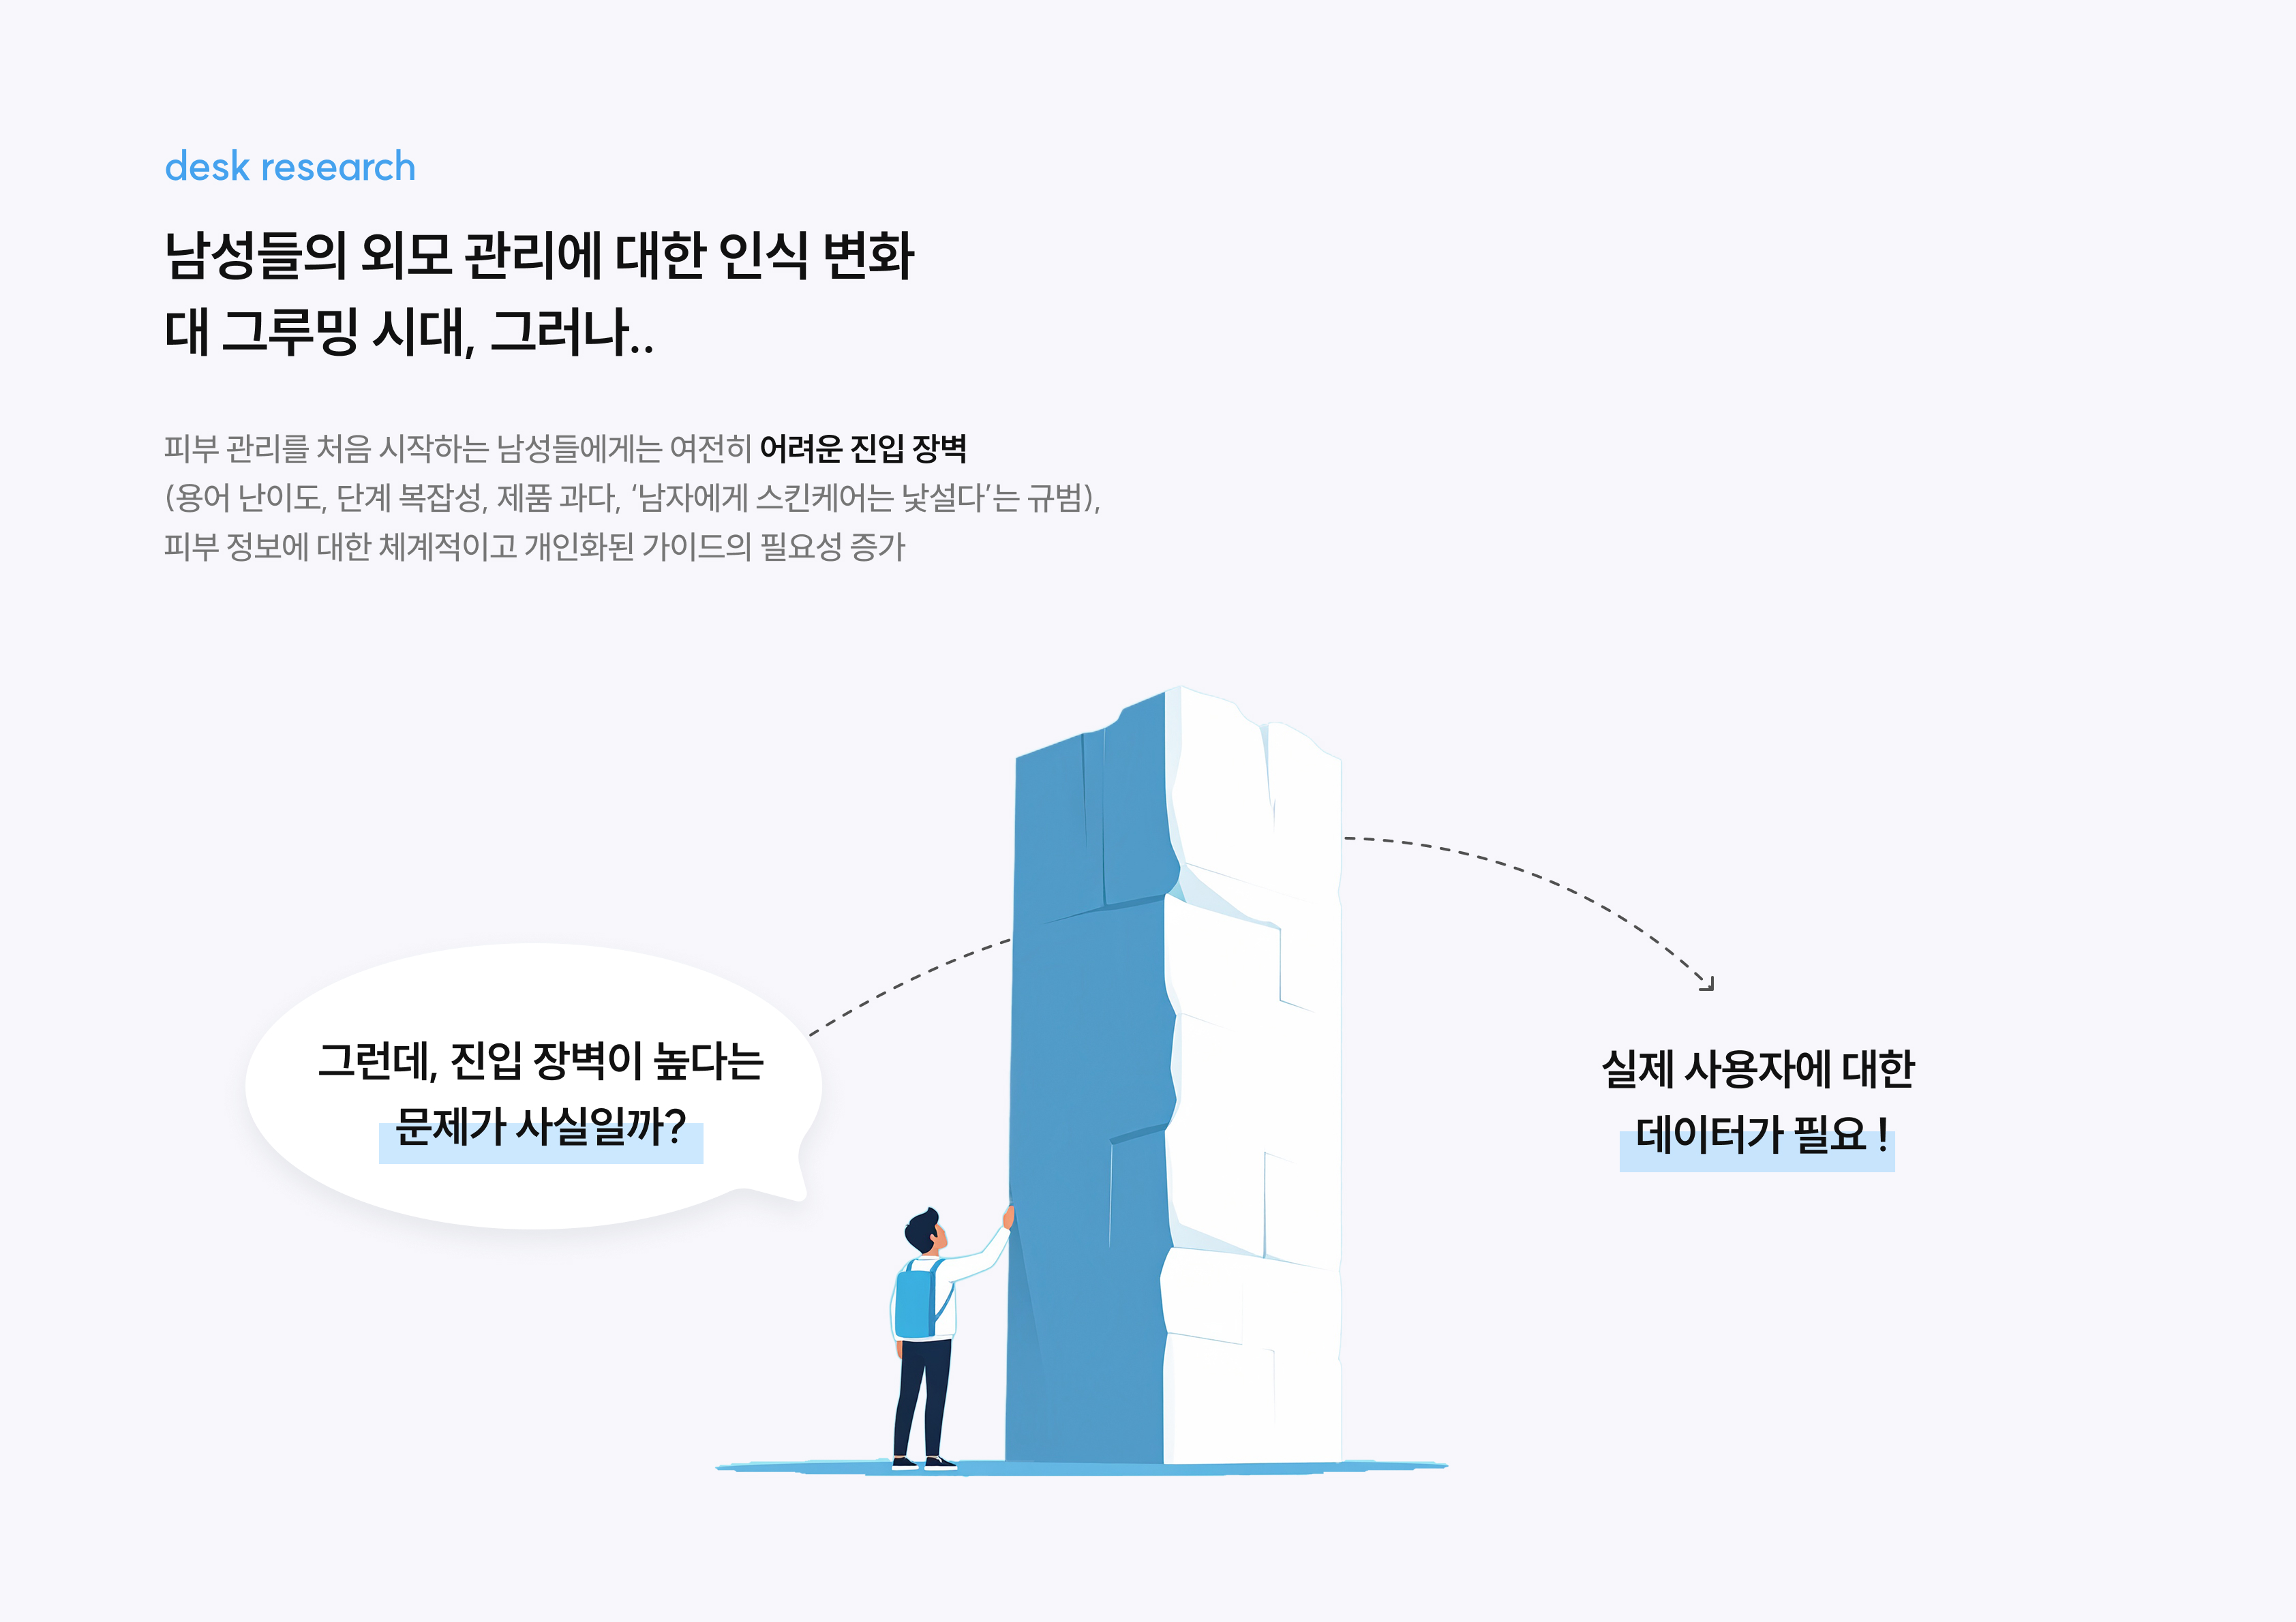 desk research
남성들의 외모 관리에 대한 인식 변화
대 그루밍 시대, 그러나..
피부 관리를 처음 시작하는 남성들에게는 여전히 어려운 진입 장벽
(용어 난이도, 단계 복잡성, 제품 과다, ‘남자에게 스킨케어는 낯설다’는 규범),
피부 정보에 대한 체계적이고 개인화된 가이드의 필요성 증가
그런데, 진입 장벽이 높다는
문제가 사실일까?
실제 사용자에 대한
데이터가 필요 !